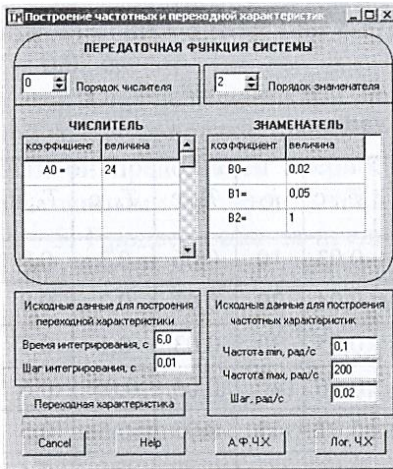 Построение частотных и переходной характеристик
ПЕРЕДАТОЧНАЯ ФУНКЦИЯ СИСТЕМЫ
0 Порядок числителя
2 Порядок знаменателя
ЧИСЛИТЕЛЬ
коэффициент величина
A0 = 24
ЗНАМЕНАТЕЛЬ
коэффициент величина
B0= 0,02
B1= 0,05
B2= 1
Исходные данные для построения
переходной характеристики
Время интегрирования, с 6,0
Шаг интегрирования, с 0,01
Переходная характеристика
Исходные данные для построения
частотных характеристик
Частота min, рад/с 0,1
Частота max, рад/с 200
Шаг, рад/с 0,02
Cancel
Help
А.Ф.Ч.Х
Лог. Ч.Х